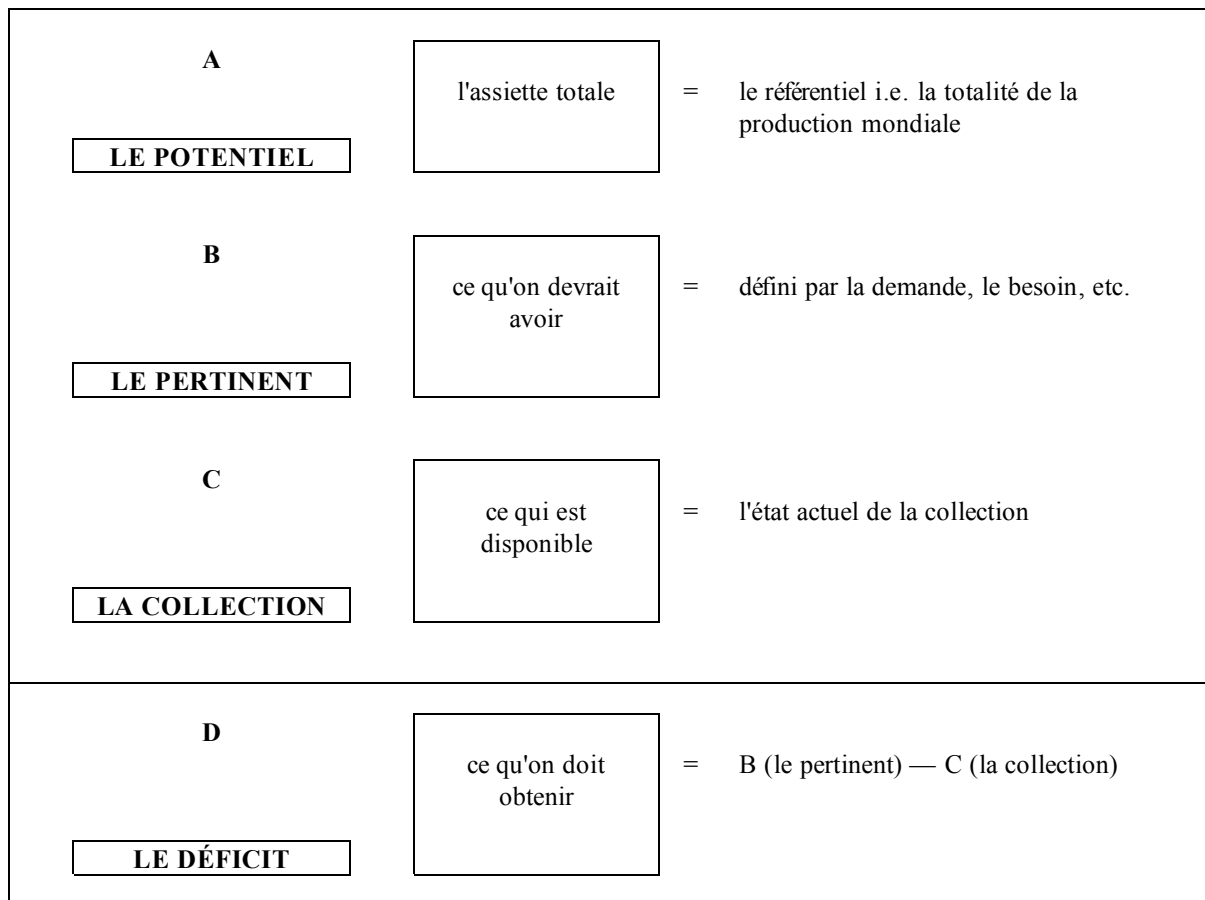 A
l'assiette totale = le référentiel i.e. la totalité de la
production mondiale
LE POTENTIEL
B
ce qu'on devrait = défini par la demande, le besoin, etc.
avoir
LE PERTINENT
C
ce qui est = l'état actuel de la collection
disponible
LA COLLECTION
D
ce qu'on doit = B (le pertinent) — C (la collection)
obtenir
LE DÉFICIT